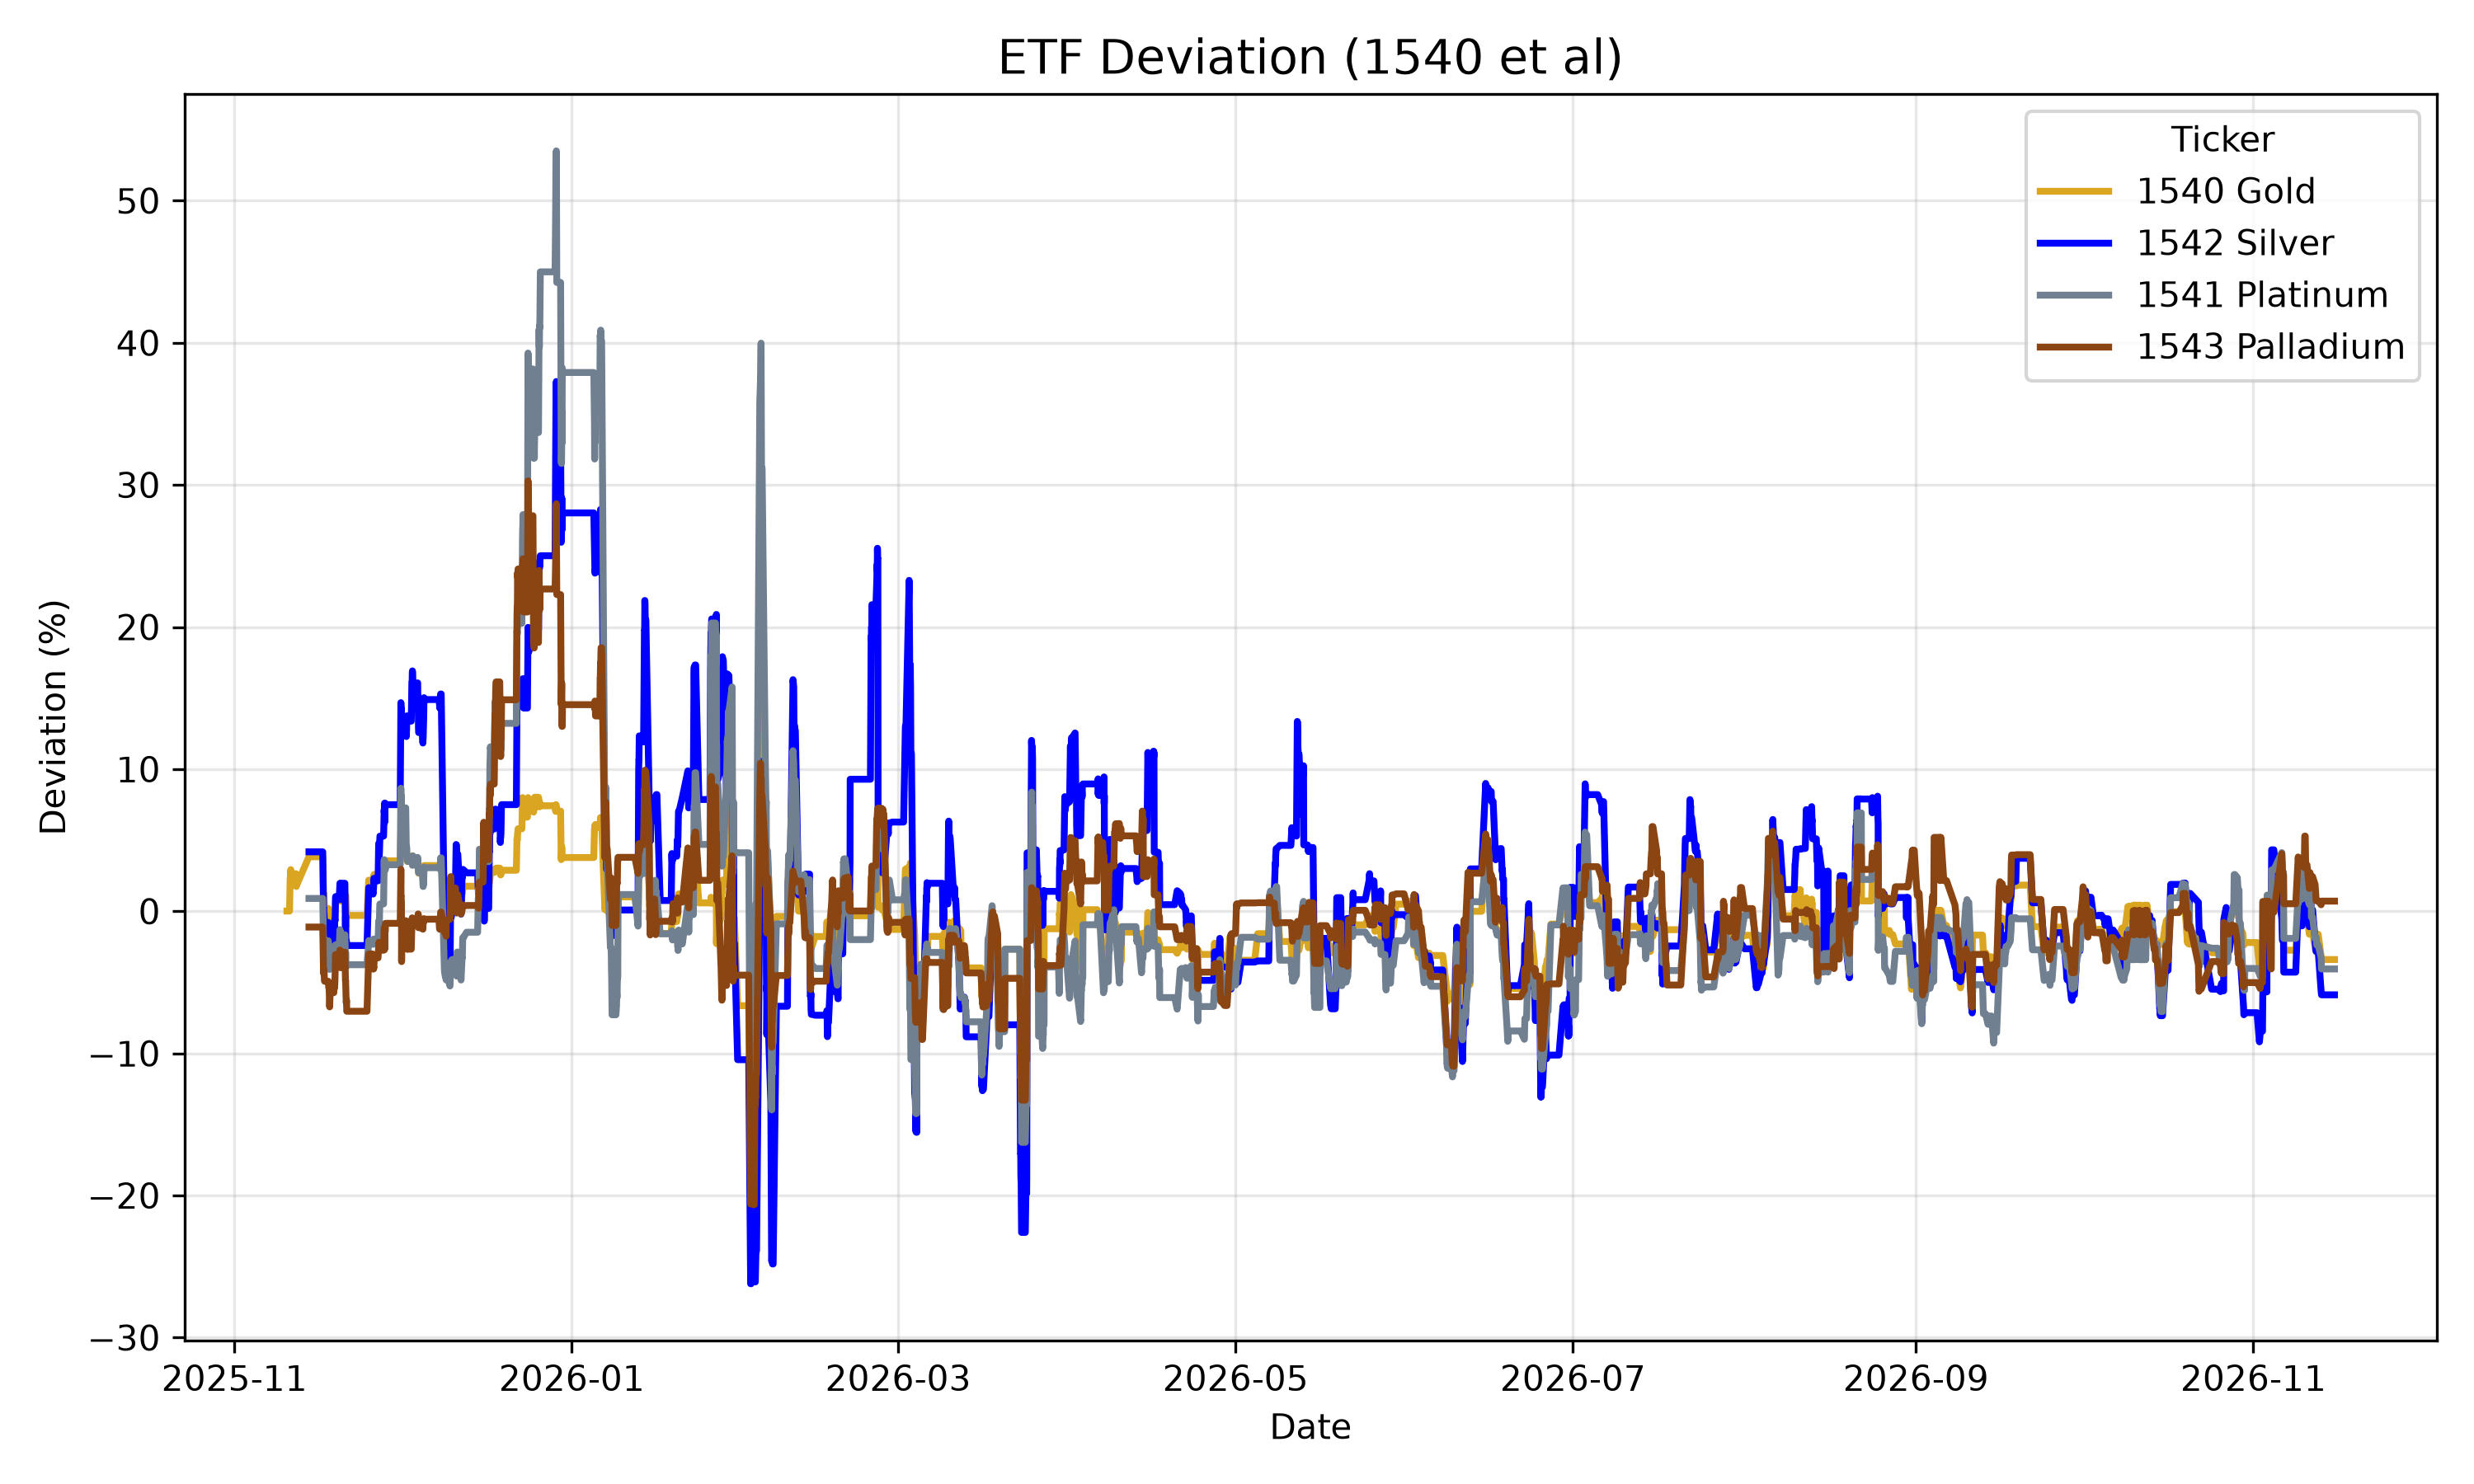 ETF Deviation (1540 et al)
Ticker
1540 Gold
1542 Silver
1541 Platinum
1543 Palladium
Deviation (%)
50
40
30
20
10
0
−10
−20
−30
2025-11
2026-01
2026-03
2026-05
2026-07
2026-09
2026-11
Date